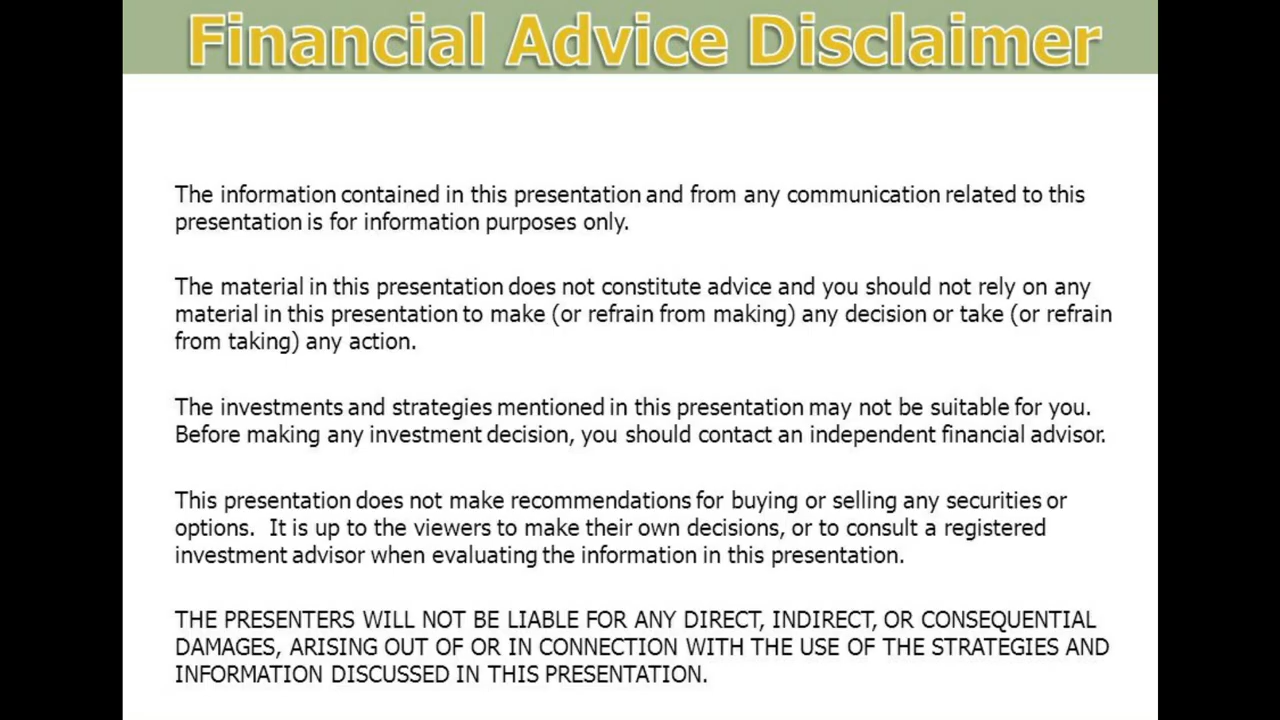 Financial Advice Disclaimer
The information contained in this presentation and from any communication related to this
presentation is for information purposes only.
The material in this presentation does not constitute advice and you should not rely on any
material in this presentation to make (or refrain from making) any decision or take (or refrain
from taking) any action.
The investments and strategies mentioned in this presentation may not be suitable for you.
Before making any investment decision, you should contact an independent financial advisor.
This presentation does not make recommendations for buying or selling any securities or
options.  It is up to the viewers to make their own decisions, or to consult a registered
investment advisor when evaluating the information in this presentation.
THE PRESENTERS WILL NOT BE LIABLE FOR ANY DIRECT, INDIRECT, OR CONSEQUENTIAL
DAMAGES, ARISING OUT OF OR IN CONNECTION WITH THE USE OF THE STRATEGIES AND
INFORMATION DISCUSSED IN THIS PRESENTATION.